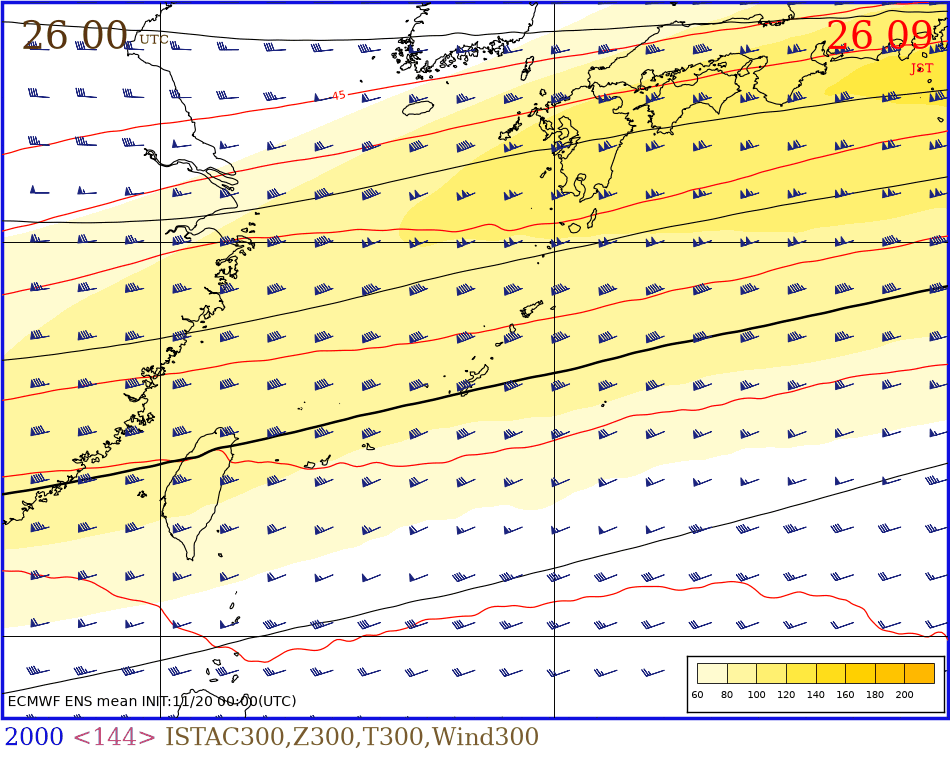 26 00 UTC
26 09
JST
45
60 80 100 120 140 160 180 200
ECMWF ENS mean INIT:11/20 00:00(UTC)
2000 <144> ISTAC300,Z300,T300,Wind300